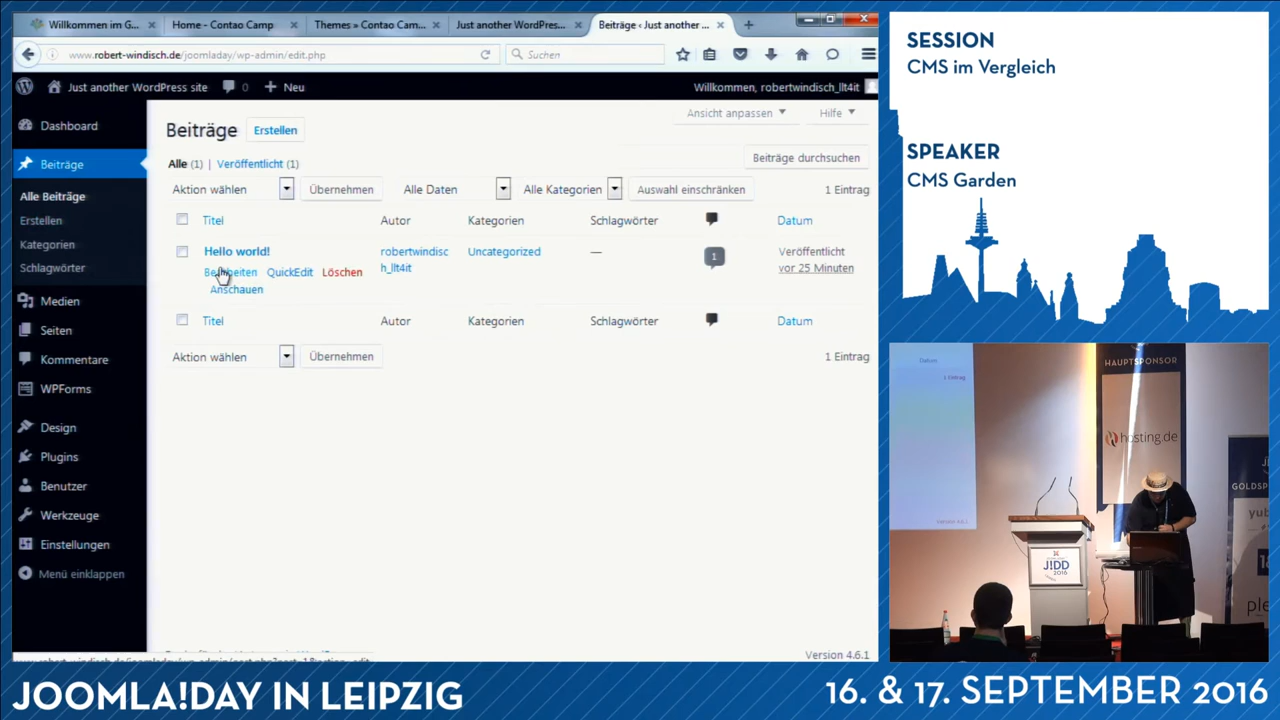 Willkommen im G...
Home - Contao Camp
Themes » Contao Cam...
Just another WordPress...
Beiträge ‹ Just another ...
www.robert-windisch.de/joomladay/wp-admin/edit.php
Suchen
Just another WordPress site
0
Neu
Willkommen, robertwindisch_llt4it
Dashboard
Beiträge
Alle Beiträge
Erstellen
Kategorien
Schlagwörter
Medien
Seiten
Kommentare
WPForms
Design
Plugins
Benutzer
Werkzeuge
Einstellungen
Menü einklappen
Ansicht anpassen
Hilfe
Beiträge
Erstellen
Alle (1) | Veröffentlicht (1)
Beiträge durchsuchen
Aktion wählen
Übernehmen
Alle Daten
Alle Kategorien
Auswahl einschränken
1 Eintrag
Titel
Autor
Kategorien
Schlagwörter
Datum
Hello world!
Bearbeiten
QuickEdit
Löschen
Anschauen
robertwindisc
h_llt4it
Uncategorized
—
1
Veröffentlicht
vor 25 Minuten
Titel
Autor
Kategorien
Schlagwörter
Datum
Aktion wählen
Übernehmen
1 Eintrag
Version 4.6.1
SESSION
CMS im Vergleich
SPEAKER
CMS Garden
Datum
1 Eintrag
HAUPTSPONSOR
hosting.de
J!DD
2016
JOOMLA!DAY IN LEIPZIG
16. & 17. SEPTEMBER 2016